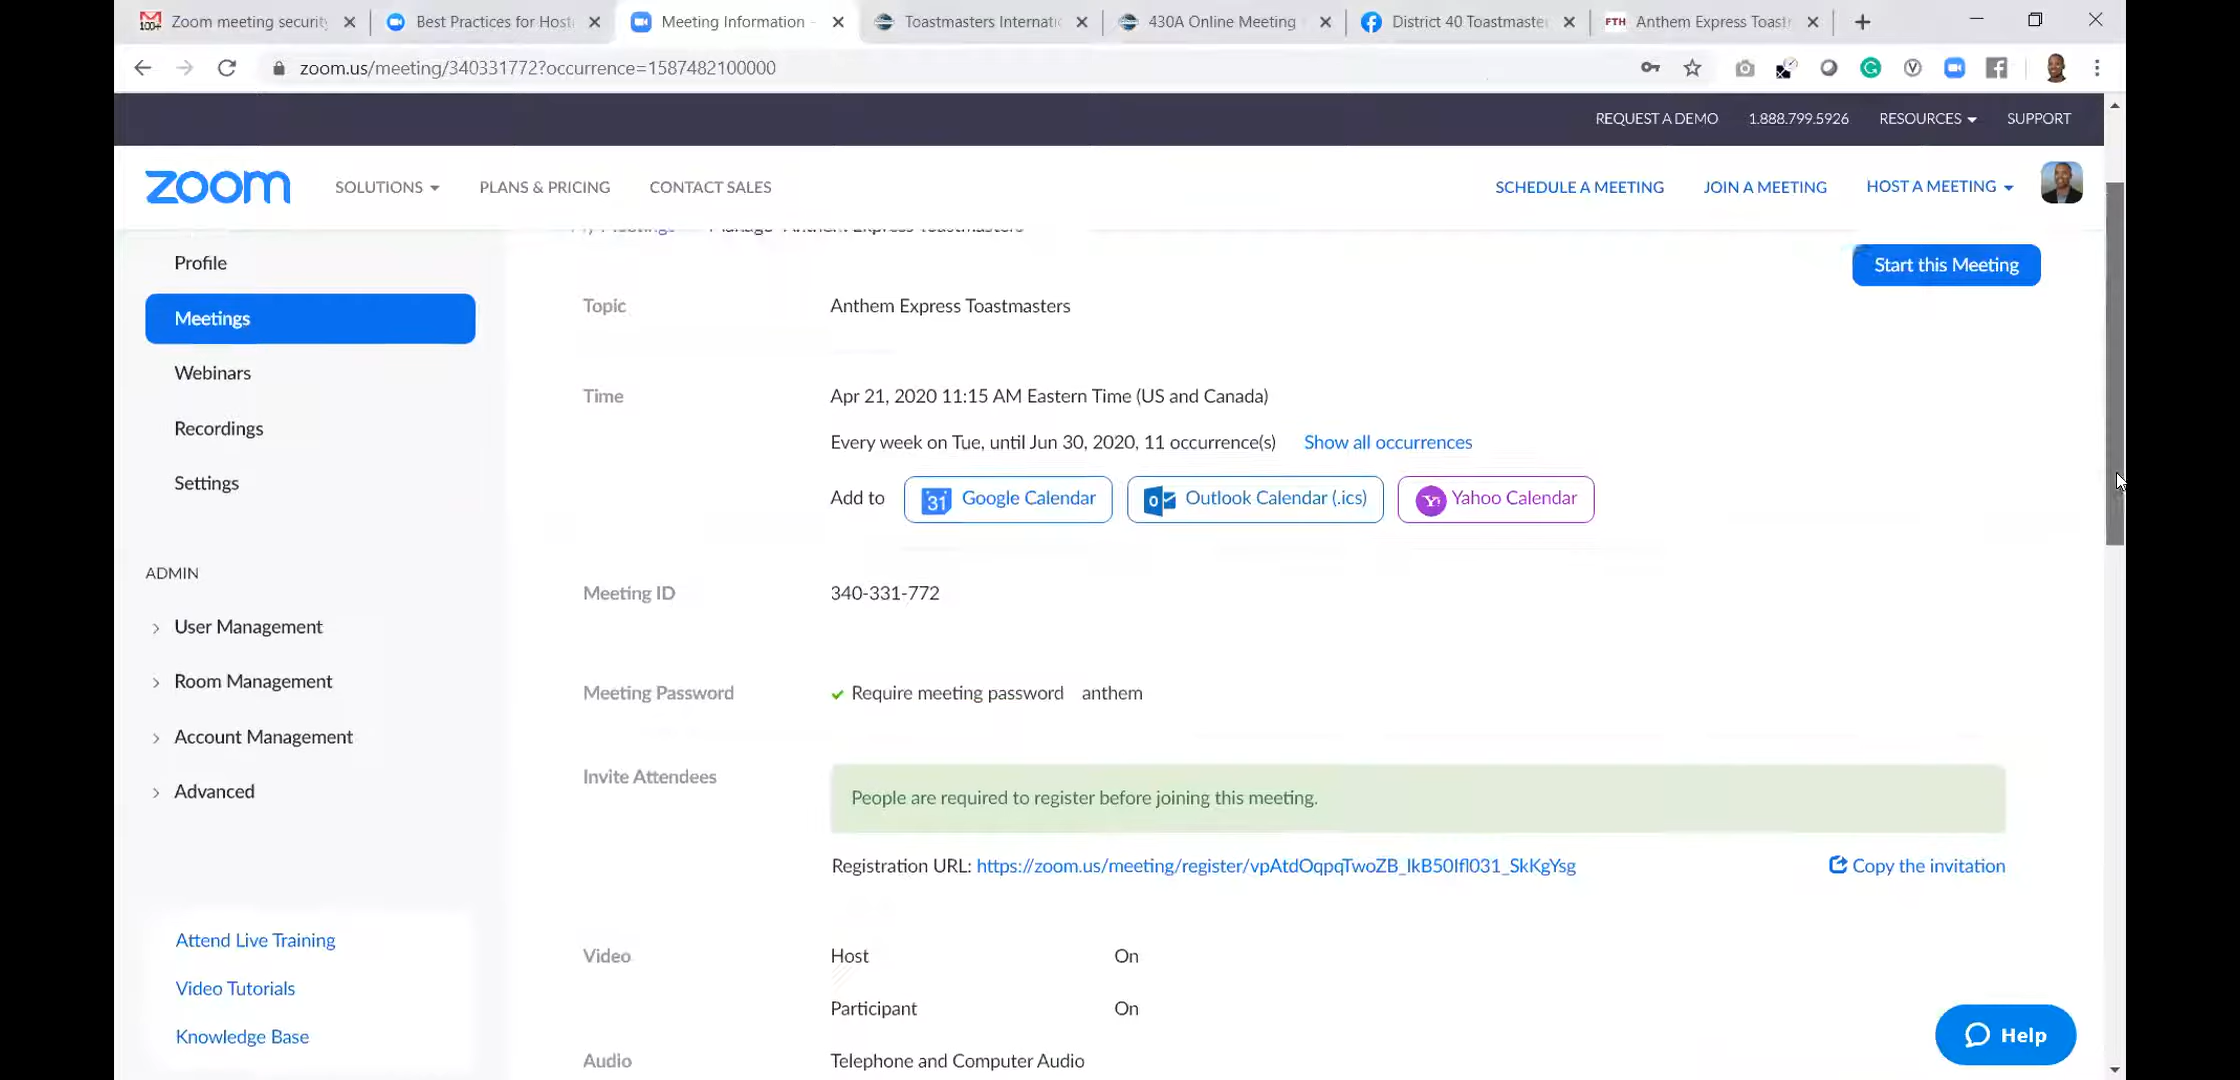 Zoom meeting security
Best Practices for Host
Meeting Information -
Toastmasters Internatio
430A Online Meeting
District 40 Toastmaster
FTH Anthem Express Toast
zoom.us/meeting/340331772?occurrence=1587482100000
REQUEST A DEMO 1.888.799.5926 RESOURCES SUPPORT
zoom SOLUTIONS PLANS & PRICING CONTACT SALES SCHEDULE A MEETING JOIN A MEETING HOST A MEETING
Profile
Meetings
Webinars
Recordings
Settings
ADMIN
User Management
Room Management
Account Management
Advanced
Attend Live Training
Video Tutorials
Knowledge Base
Start this Meeting
Topic Anthem Express Toastmasters
Time Apr 21, 2020 11:15 AM Eastern Time (US and Canada)
Every week on Tue, until Jun 30, 2020, 11 occurrence(s) Show all occurrences
Add to 31 Google Calendar Outlook Calendar (.ics) Yahoo Calendar
Meeting ID 340-331-772
Meeting Password Require meeting password anthem
Invite Attendees People are required to register before joining this meeting.
Registration URL: https://zoom.us/meeting/register/vpAtdOqpqTwoZB_lkB50Ifl031_SkKgYsg Copy the invitation
Video Host On
Participant On
Audio Telephone and Computer Audio
Help